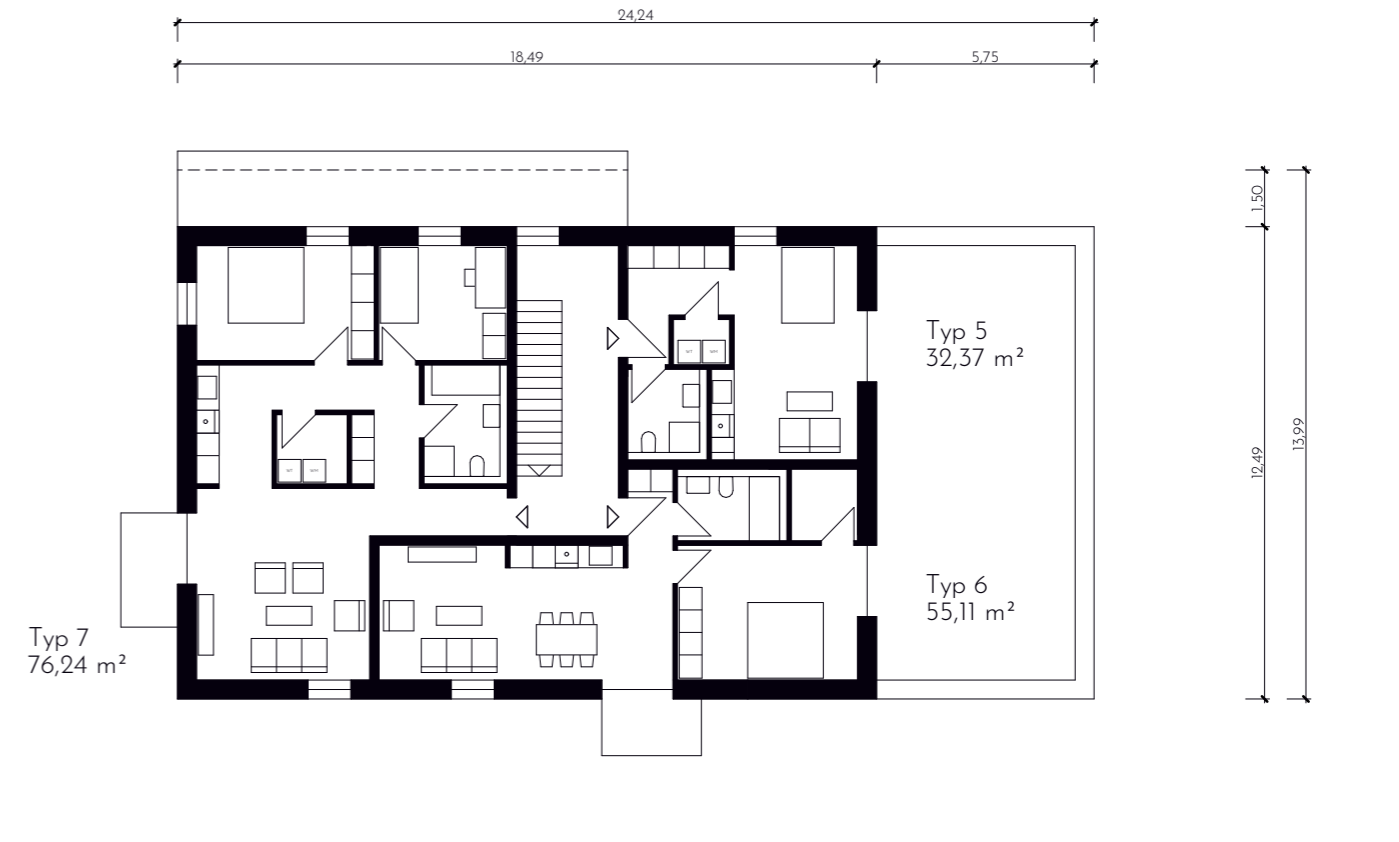 24,24
18,49
5,75
1,50
Typ 5
32,37 m²
13,99
12,49
Typ 6
55,11 m²
Typ 7
76,24 m²